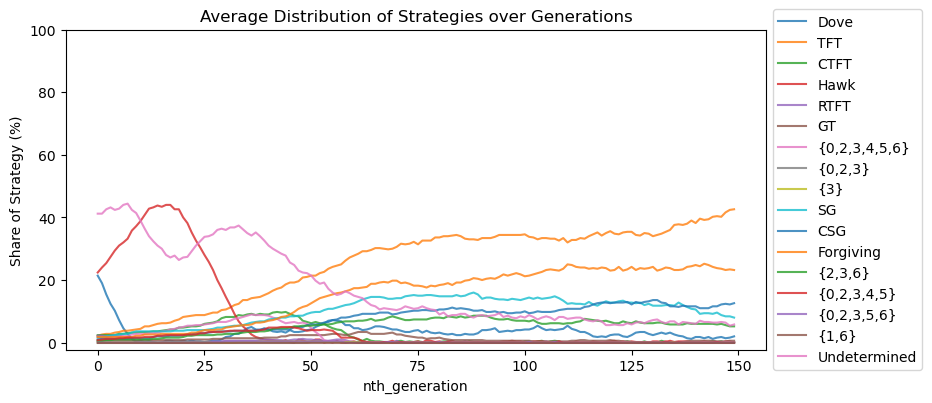 Average Distribution of Strategies over Generations
100
80
60
40
20
0
Share of Strategy (%)
0
25
50
75
100
125
150
nth_generation
Dove
TFT
CTFT
Hawk
RTFT
GT
{0,2,3,4,5,6}
{0,2,3}
{3}
SG
CSG
Forgiving
{2,3,6}
{0,2,3,4,5}
{0,2,3,5,6}
{1,6}
Undetermined